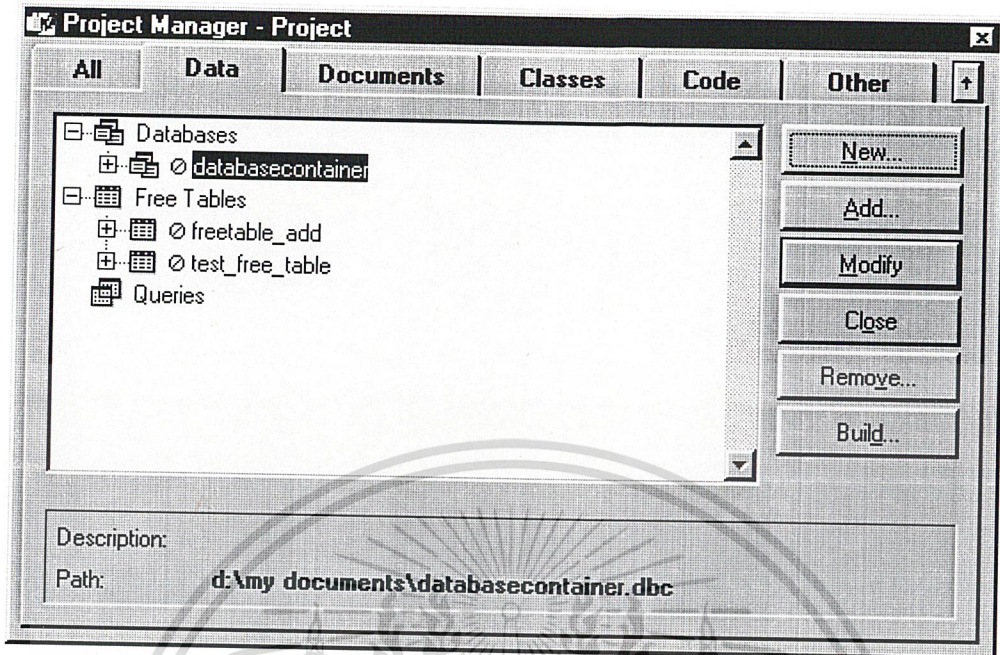 Project Manager - Project
All Data Documents Classes Code Other
Databases
databasecontainer
Free Tables
freetable_add
test_free_table
Queries
New...
Add...
Modify
Close
Remove...
Build...
Description:
Path: d:\my documents\databasecontainer.dbc